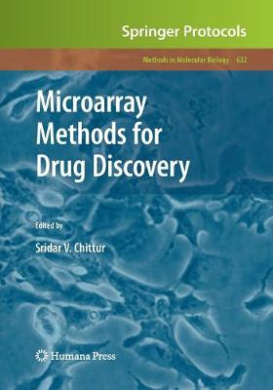 Springer Protocols
Methods in Molecular Biology 632
Microarray
Methods for
Drug Discovery
Edited by
Sridar V. Chittur
Humana Press